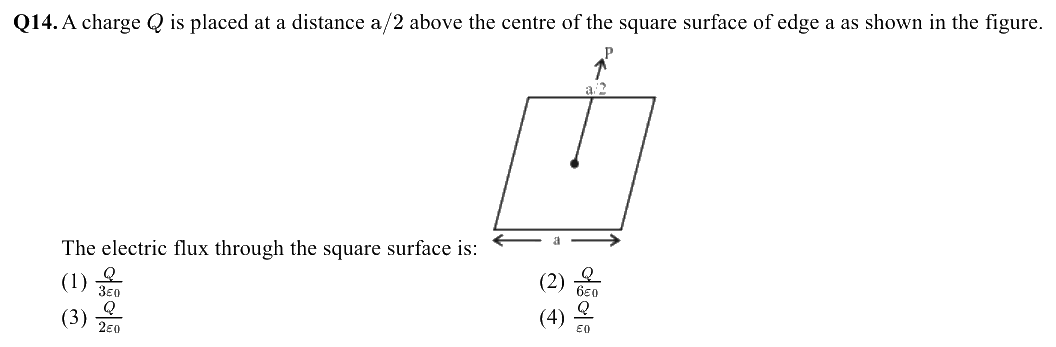 Q14. A charge Q is placed at a distance a/2 above the centre of the square surface of edge a as shown in the figure.
P
a/2
a
The electric flux through the square surface is:
(1) Q/3ε0 (2) Q/6ε0
(3) Q/2ε0 (4) Q/ε0